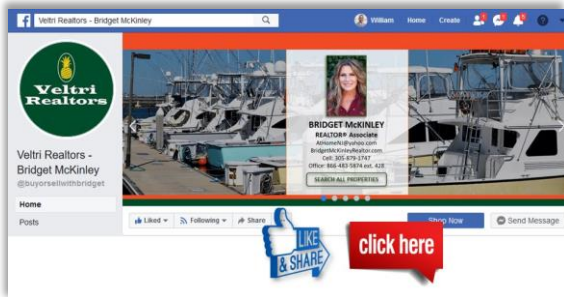 Veltri Realtors - Bridget McKinley
William Home Create
Veltri
Realtors
BRIDGET McKINLEY
REALTOR® Associate
AtHomeNJ@yahoo.com
BridgetMcKinleyRealtor.com
Cell: 305-879-1747
Office: 866-483-5874 ext. 428
SEARCH ALL PROPERTIES
Veltri Realtors -
Bridget McKinley
@buyorsellwithbridget
Home
Posts
Liked Following Share
Shop Now
Send Message
LIKE
& SHARE
click here